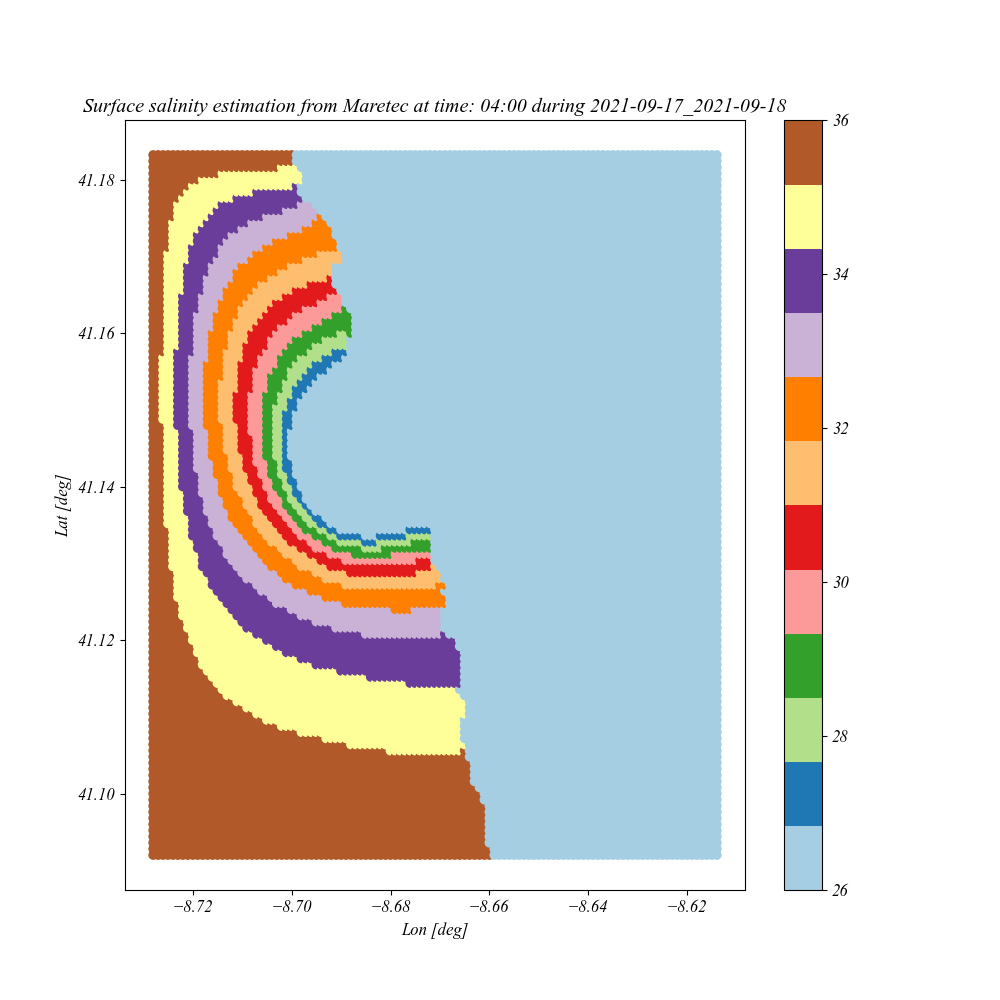 Surface salinity estimation from Maretec at time: 04:00 during 2021-09-17_2021-09-18
41.18
41.16
41.14
41.12
41.10
Lat [deg]
−8.72 −8.70 −8.68 −8.66 −8.64 −8.62
Lon [deg]
36
34
32
30
28
26